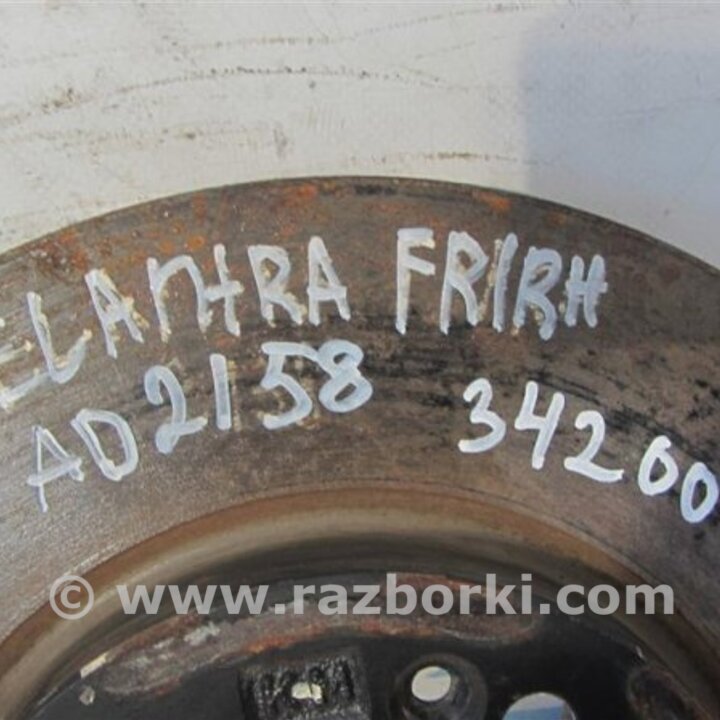 ELANTRA FR/RH
AD2158 34200
© www.razborki.com